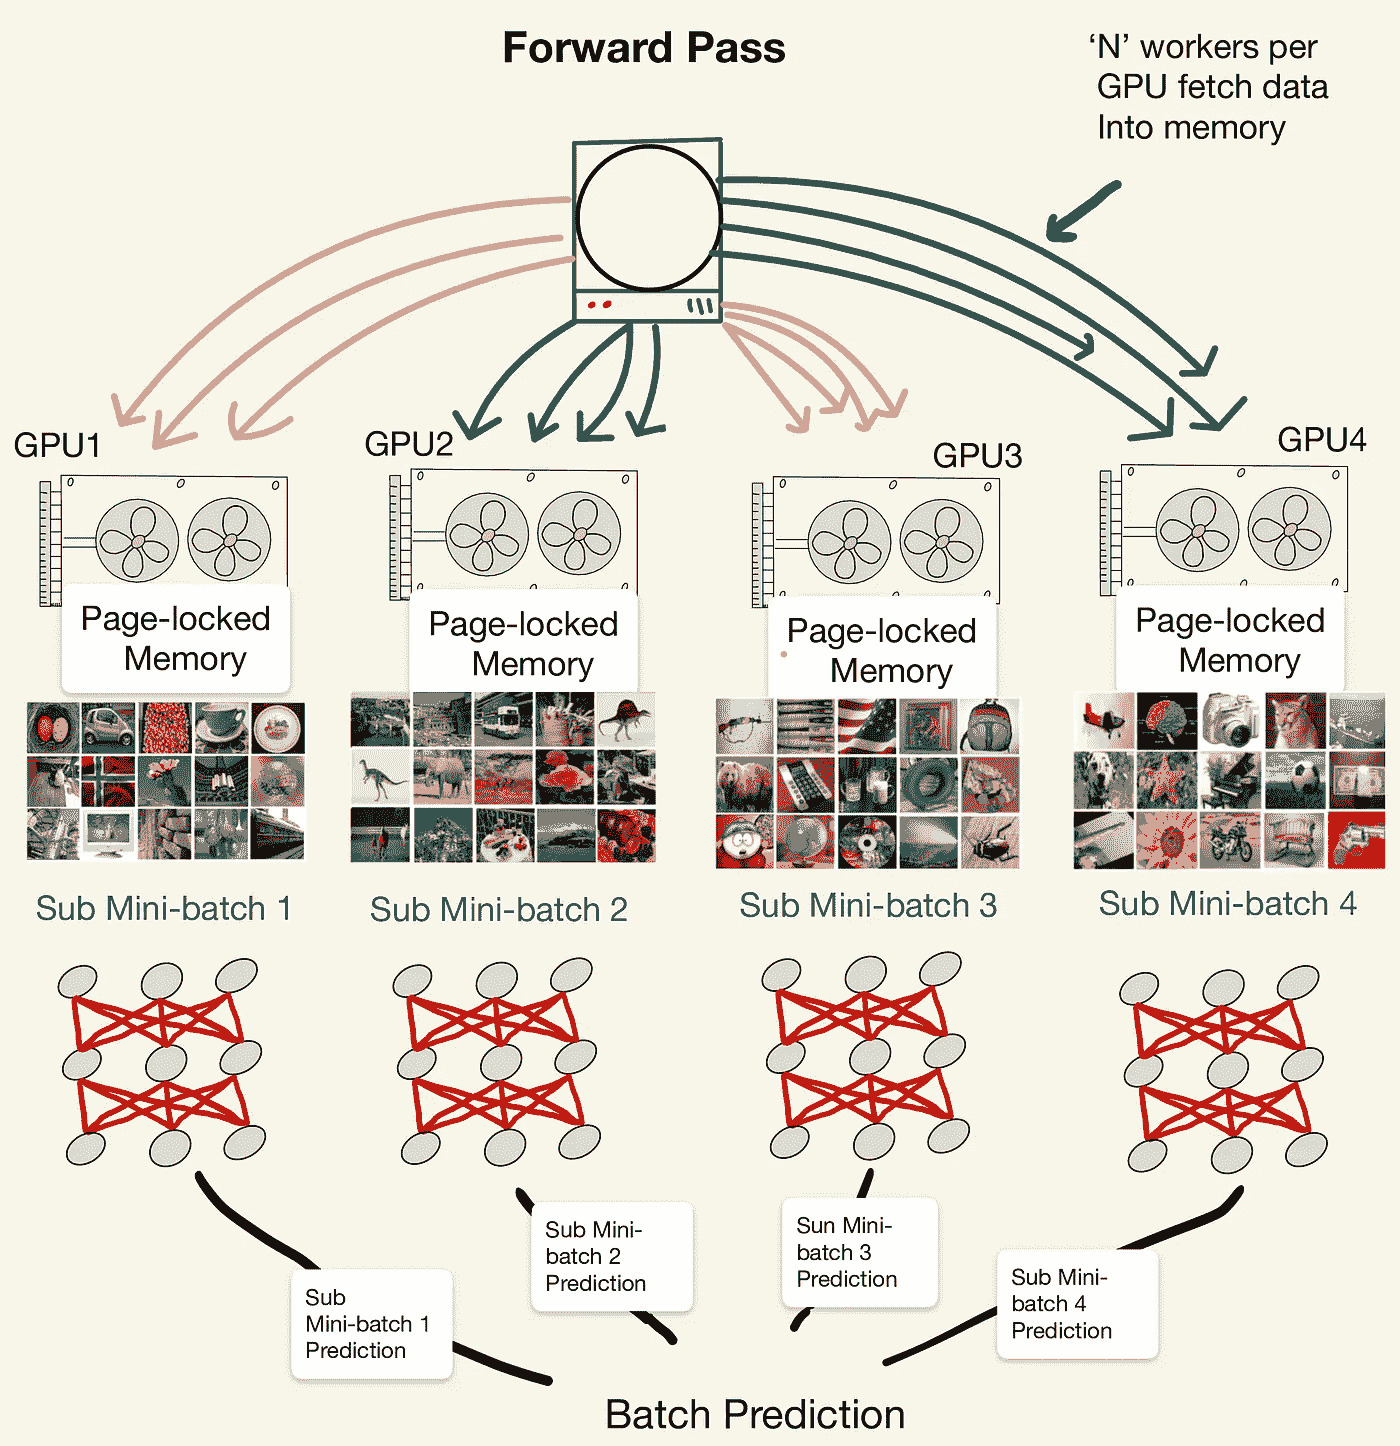 Forward Pass
‘N’ workers per
GPU fetch data
Into memory
GPU1
GPU2
GPU3
GPU4
Page-locked
Memory
Page-locked
Memory
Page-locked
Memory
Page-locked
Memory
Sub Mini-batch 1
Sub Mini-batch 2
Sub Mini-batch 3
Sub Mini-batch 4
Sub
Mini-batch 1
Prediction
Sub Mini-
batch 2
Prediction
Sun Mini-
batch 3
Prediction
Sub Mini-
batch 4
Prediction
Batch Prediction